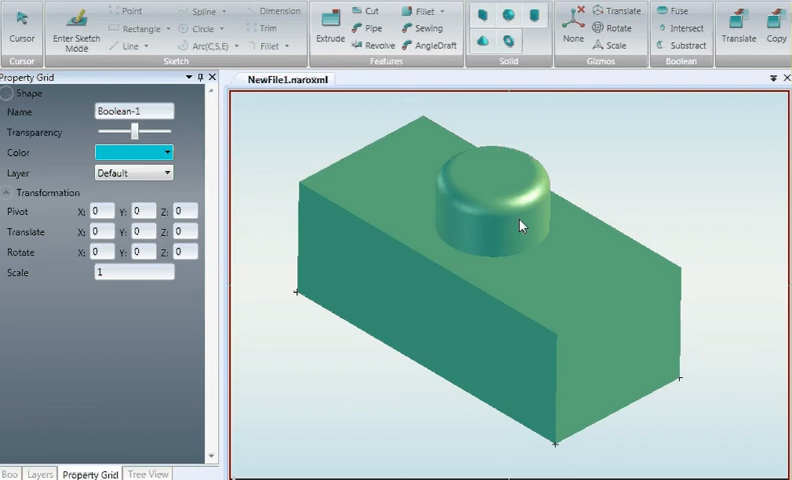 Point
Spline
Dimension
Cut
Fillet
Translate
Fuse
Rectangle
Circle
Trim
Pipe
Sewing
Rotate
Intersect
Cursor
Enter Sketch Mode
Line
Arc(C,S,E)
Fillet
Extrude
Revolve
AngleDraft
None
Scale
Substract
Translate
Copy
Cursor
Sketch
Features
Solid
Gizmos
Boolean
Property Grid
NewFile1.naroxml
Shape
Name Boolean-1
Transparency
Color
Layer Default
Transformation
Pivot X: 0 Y: 0 Z: 0
Translate X: 0 Y: 0 Z: 0
Rotate X: 0 Y: 0 Z: 0
Scale 1
Boo Layers Property Grid Tree View